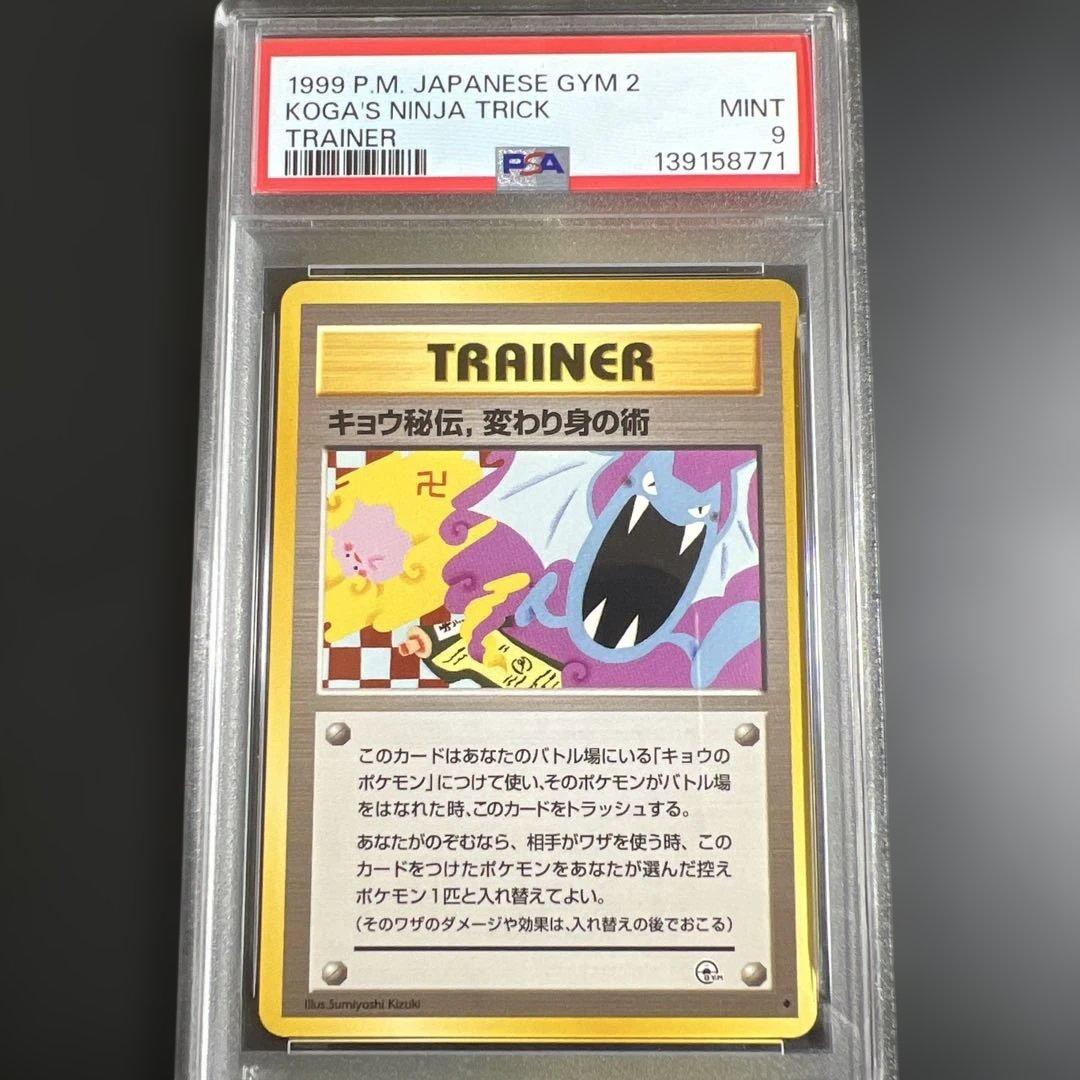 1999 P.M. JAPANESE GYM 2
KOGA'S NINJA TRICK MINT
TRAINER 9
PSA 139158771
TRAINER
キョウ秘伝，変わり身の術
卍
このカードはあなたのバトル場にいる「キョウの
ポケモン」につけて使い、そのポケモンがバトル場
をはなれた時、このカードをトラッシュする。
あなたがのぞむなら、相手がワザを使う時、この
カードをつけたポケモンをあなたが選んだ控え
ポケモン1匹と入れ替えてよい。
（そのワザのダメージや効果は、入れ替えの後でおこる）
Illus.Sumiyoshi Kizuki